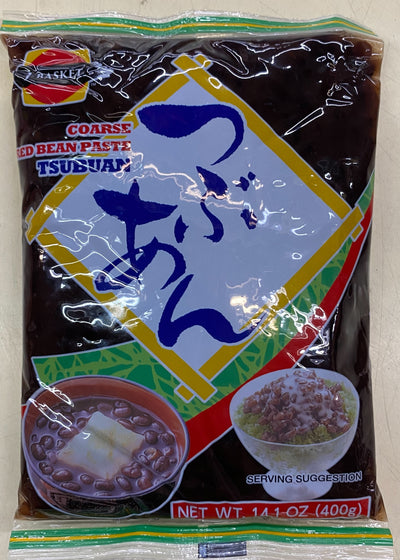 BASKET
COARSE
RED BEAN PASTE
TSUBUAN
つぶ
あん
SERVING SUGGESTION
NET WT. 14.1 OZ (400g)